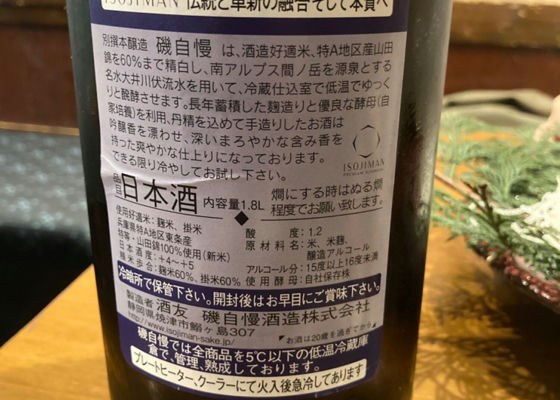 ISOJIMAN 伝統と革新の融合そして本質へ
別撰本醸造 磯自慢 は、酒造好適米、特A地区産山田
錦を60%まで精白し、南アルプス間ノ岳を源泉とする
名水大井川伏流水を用いて、冷蔵仕込室で低温でゆっく
りと醗酵させます。長年蓄積した麹造りと優良な酵母(自
家培養)を利用、丹精を込めて手造りしたお酒は
吟醸香を漂わせ、深いまろやかな含み香を
持った爽やかな仕上りになっております。
できる限り冷やしてお試し下さい。
ISOJIMAN
品目 日本酒 内容量1.8L
燗にする時はぬる燗
程度でお願い致します。
使用好適米:麹米、掛米
兵庫県特A地区東条産
特等・山田錦100%使用(新米)
日本酒度:+4~+5
精米歩合:麹米60%、掛米60%
酸度:1.2
原材料名:米、米麹、
醸造アルコール
アルコール分:15度以上16度未満
使用酵母:自社保存株
冷暗所で保管下さい。開封後はお早目にご賞味下さい。
製造者 酒友 磯自慢酒造株式会社
静岡県焼津市鰯ヶ島307
http://www.isojiman-sake.jp/
お酒は20歳を過ぎてから
磯自慢では全商品を5℃以下の低温冷蔵庫
倉で、管理、熟成しております。
プレートヒーター、クーラーにて火入後急冷しております